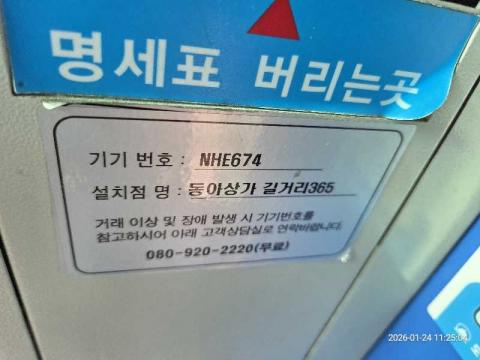 명세표 버리는곳
기기 번호 : NHE674
설치점 명 : 동아상가 길거리365
거래 이상 및 장애 발생 시 기기번호를
참고하시어 아래 고객상담실로 연락바랍니다.
080-920-2220(무료)
2026-01-24 11:25:04